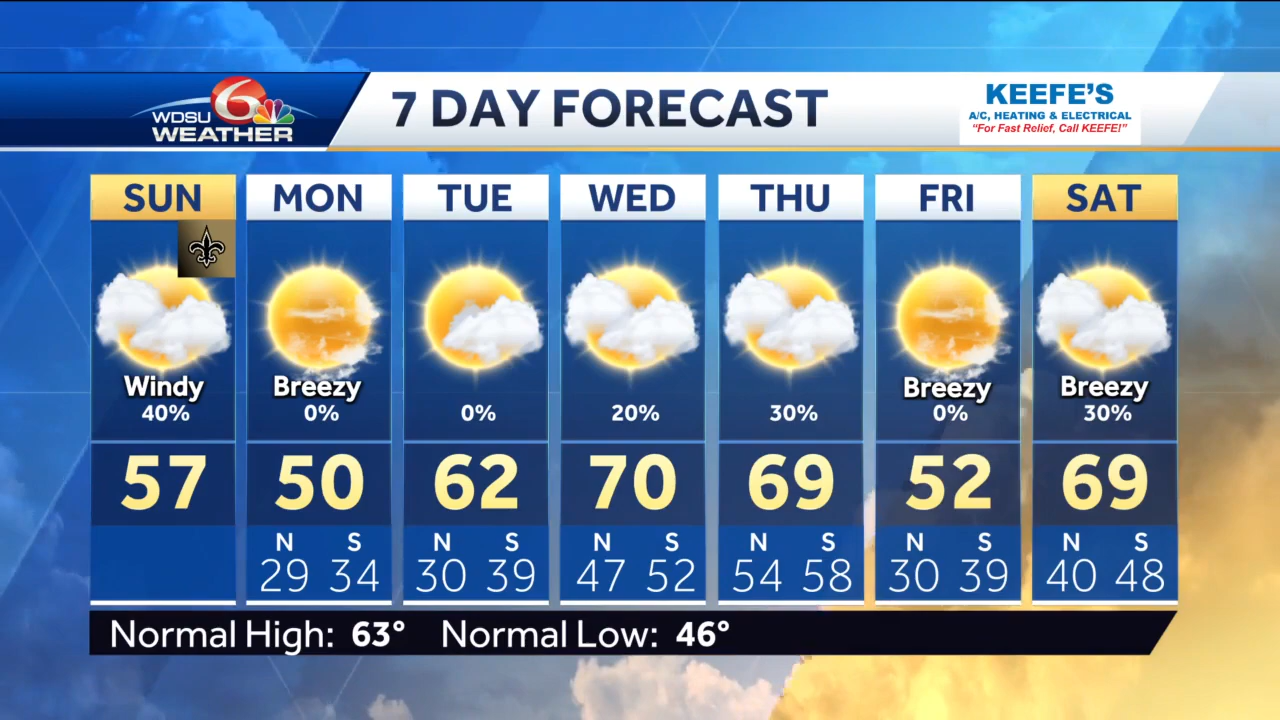 WDSU 6
WEATHER
7 DAY FORECAST
KEEFE'S
A/C, HEATING & ELECTRICAL
"For Fast Relief, Call KEEFE!"
SUN MON TUE WED THU FRI SAT
Windy Breezy Breezy Breezy
40% 0% 0% 20% 30% 0% 30%
57 50 62 70 69 52 69
N S N S N S N S N S N S
29 34 30 39 47 52 54 58 30 39 40 48
Normal High: 63° Normal Low: 46°